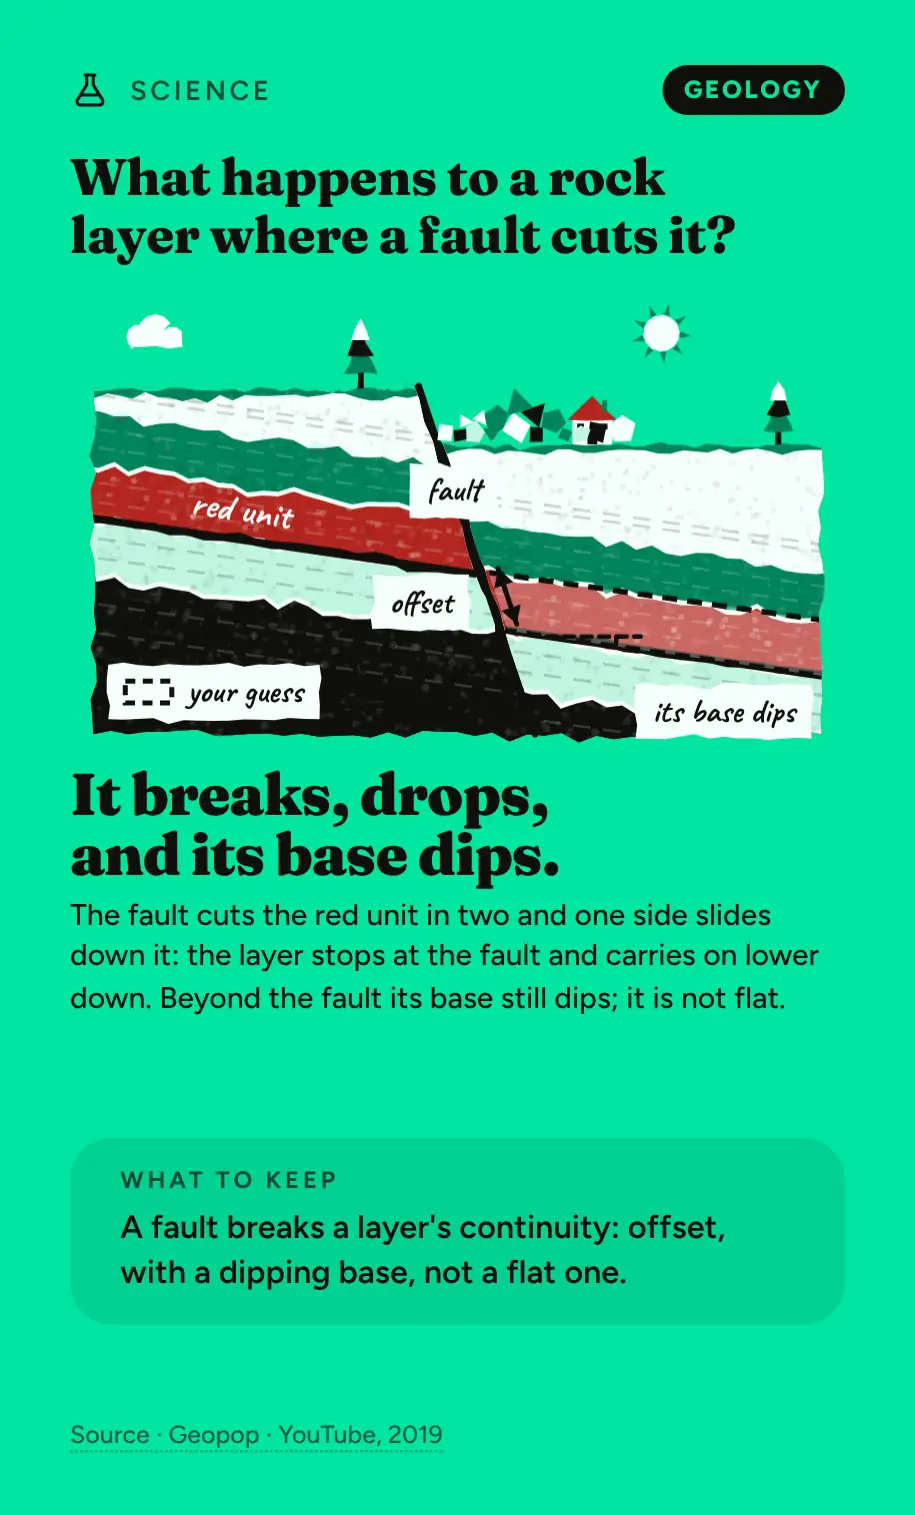 SCIENCE
GEOLOGY
What happens to a rock
layer where a fault cuts it?
fault
red unit
offset
your guess
its base dips
It breaks, drops,
and its base dips.
The fault cuts the red unit in two and one side slides
down it: the layer stops at the fault and carries on lower
down. Beyond the fault its base still dips; it is not flat.
WHAT TO KEEP
A fault breaks a layer's continuity: offset,
with a dipping base, not a flat one.
Source · Geopop · YouTube, 2019